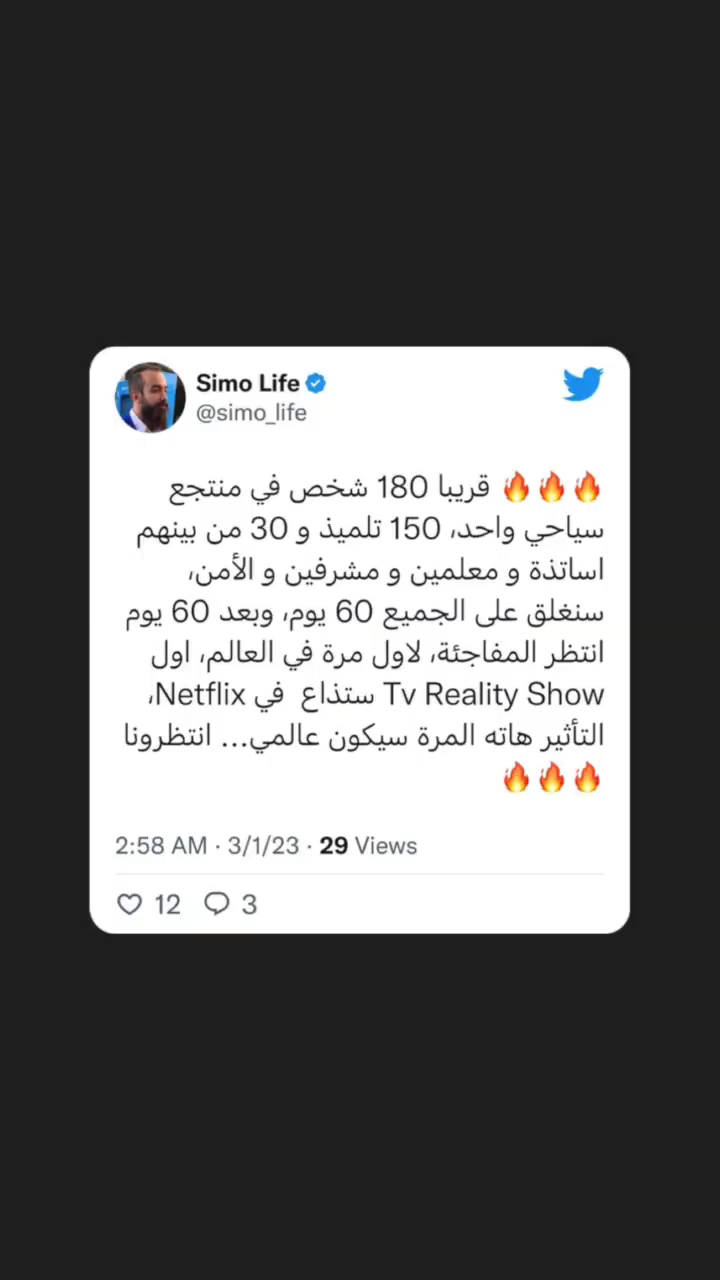 Simo Life
@simo_life
🔥🔥🔥 قريبا 180 شخص في منتجع
سياحي واحد، 150 تلميذ و 30 من بينهم
اساتذة و معلمين و مشرفين و الأمن،
سنغلق على الجميع 60 يوم، وبعد 60 يوم
انتظر المفاجئة، لاول مرة في العالم، اول
Tv Reality Show ستذاع في Netflix،
التأثير هاته المرة سيكون عالمي... انتظرونا
🔥🔥🔥
2:58 AM · 3/1/23 · 29 Views
12 3